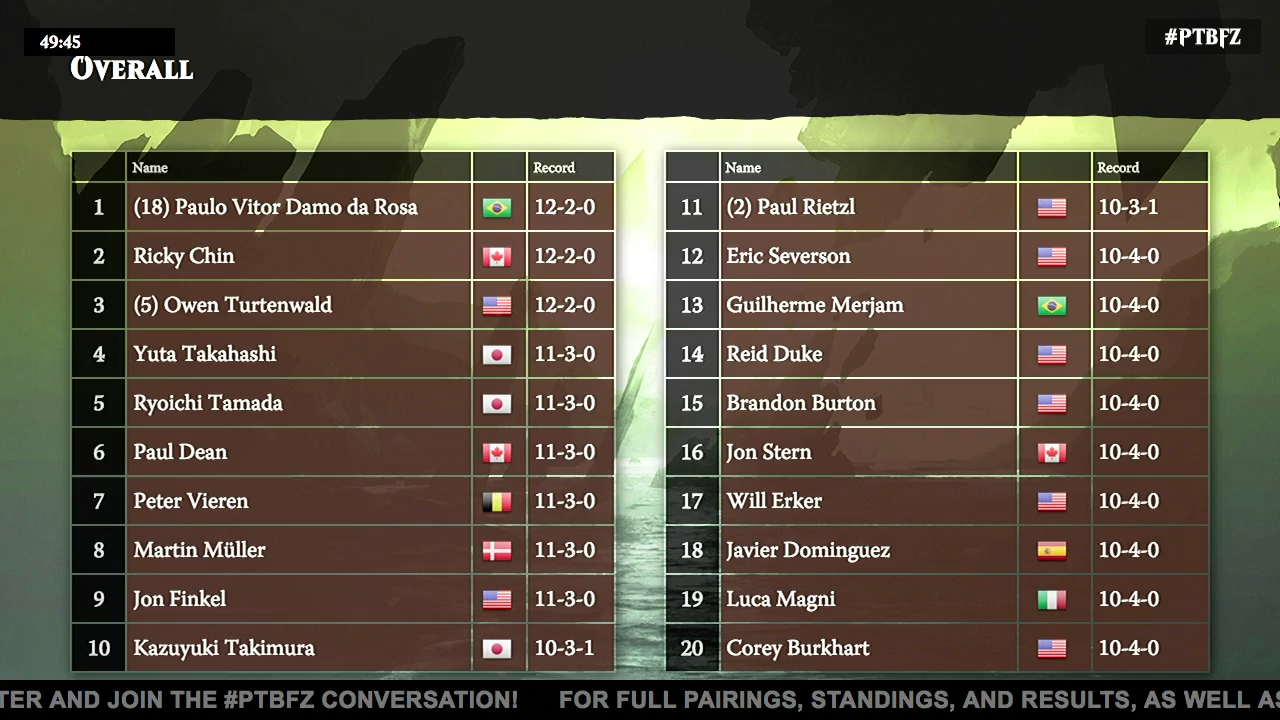 49:45
#PTBFZ
OVERALL
Name Record
1 (18) Paulo Vitor Damo da Rosa 12-2-0
2 Ricky Chin 12-2-0
3 (5) Owen Turtenwald 12-2-0
4 Yuta Takahashi 11-3-0
5 Ryoichi Tamada 11-3-0
6 Paul Dean 11-3-0
7 Peter Vieren 11-3-0
8 Martin Müller 11-3-0
9 Jon Finkel 11-3-0
10 Kazuyuki Takimura 10-3-1
Name Record
11 (2) Paul Rietzl 10-3-1
12 Eric Severson 10-4-0
13 Guilherme Merjam 10-4-0
14 Reid Duke 10-4-0
15 Brandon Burton 10-4-0
16 Jon Stern 10-4-0
17 Will Erker 10-4-0
18 Javier Dominguez 10-4-0
19 Luca Magni 10-4-0
20 Corey Burkhart 10-4-0
TER AND JOIN THE #PTBFZ CONVERSATION! FOR FULL PAIRINGS, STANDINGS, AND RESULTS, AS WELL AS